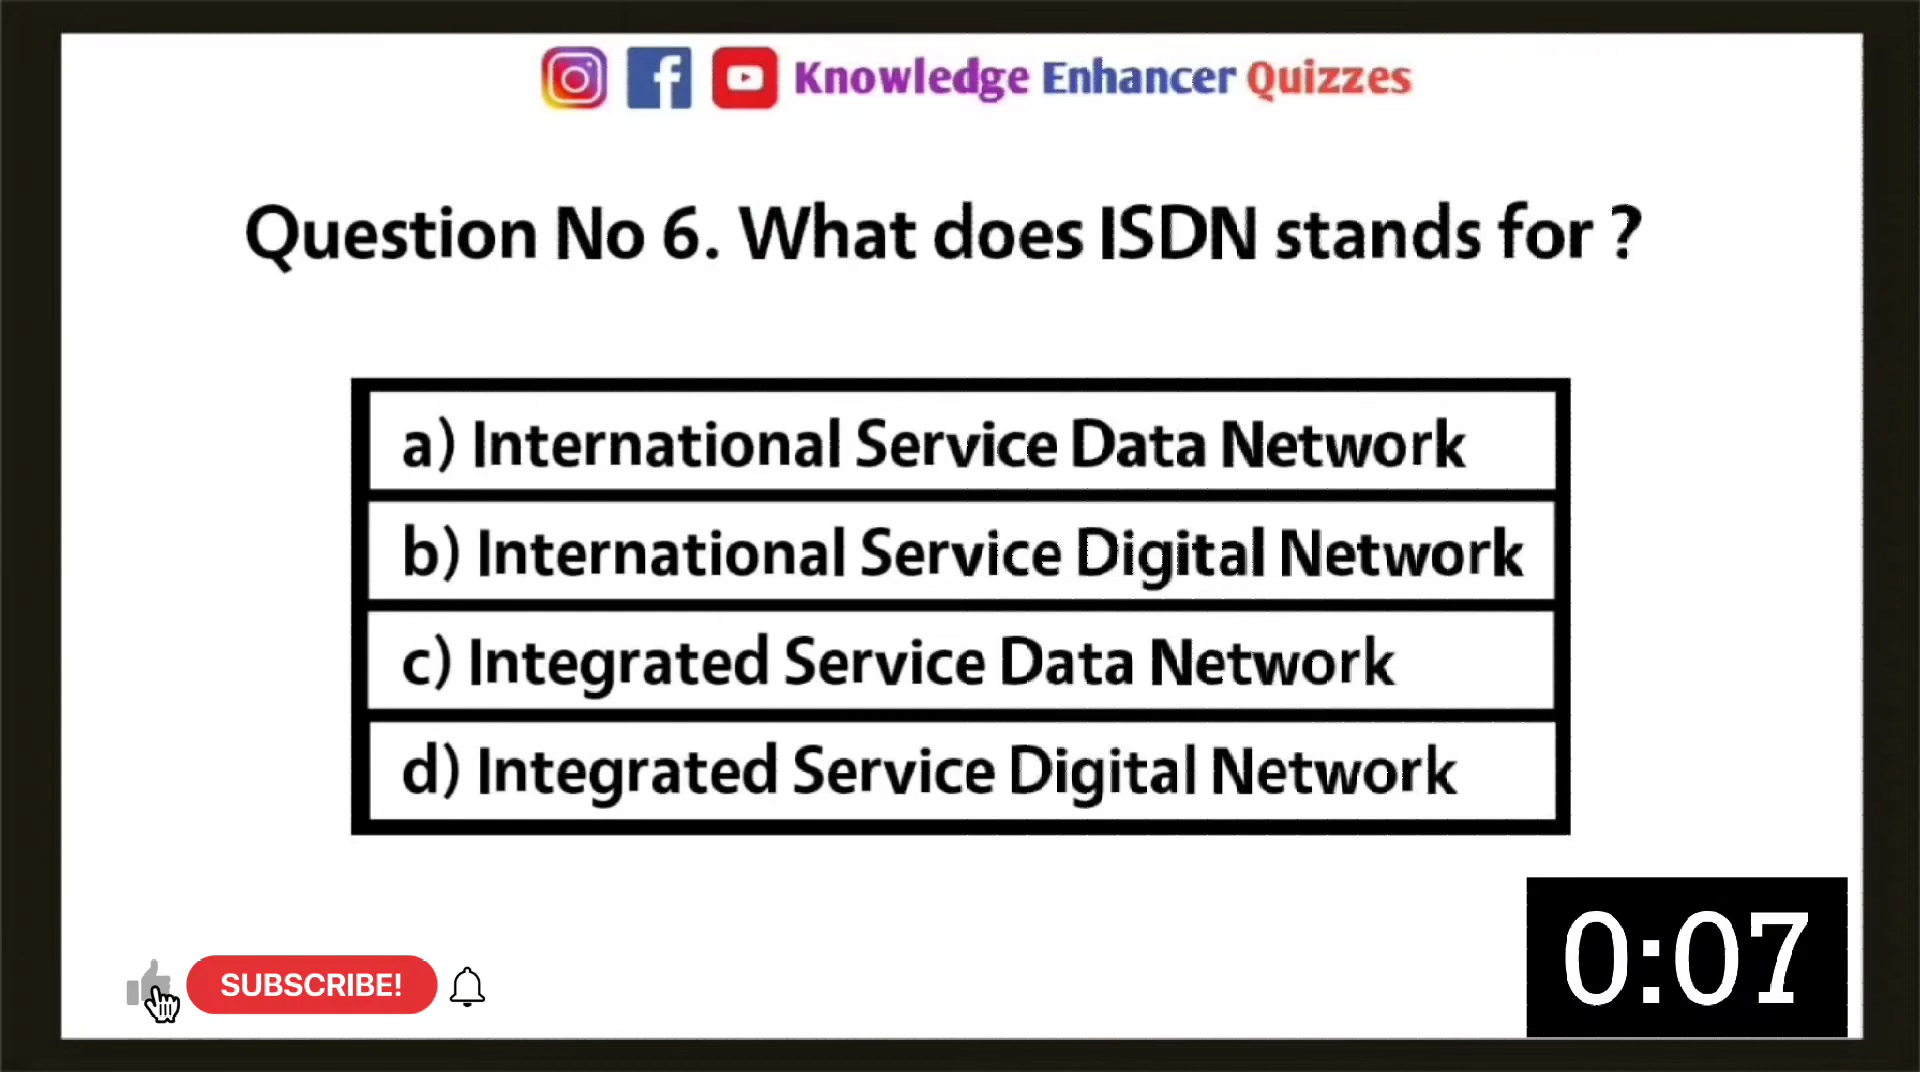 Knowledge Enhancer Quizzes
Question No 6. What does ISDN stands for ?
a) International Service Data Network
b) International Service Digital Network
c) Integrated Service Data Network
d) Integrated Service Digital Network
SUBSCRIBE!
0:07